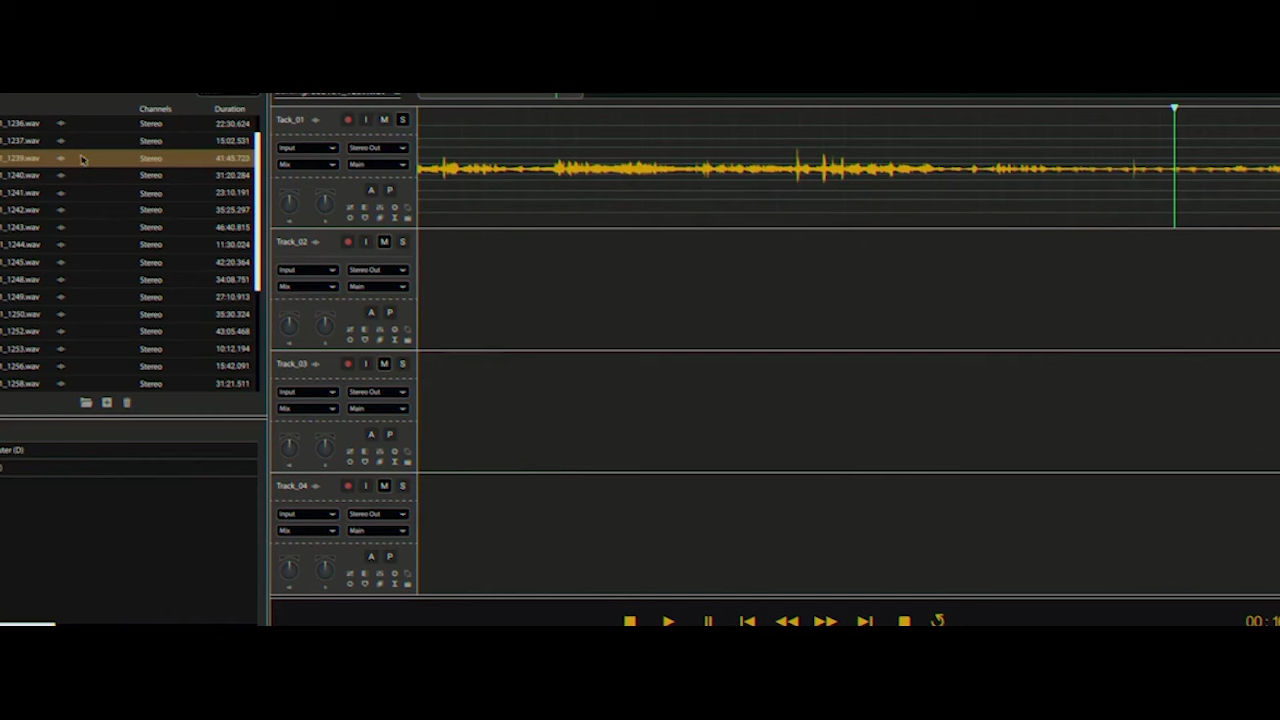 Channels Duration
1_1236.wav Stereo 22:30.624
1_1237.wav Stereo 15:02.531
1_1239.wav Stereo 41:45.723
1_1240.wav Stereo 31:20.284
1_1241.wav Stereo 23:10.191
1_1242.wav Stereo 35:25.297
1_1243.wav Stereo 46:40.815
1_1244.wav Stereo 11:30.024
1_1245.wav Stereo 42:20.364
1_1248.wav Stereo 34:08.751
1_1249.wav Stereo 27:10.913
1_1250.wav Stereo 35:30.324
1_1252.wav Stereo 43:05.468
1_1253.wav Stereo 10:12.194
1_1256.wav Stereo 15:42.091
1_1258.wav Stereo 31:21.511
ter (D)
Tack_01 I M S
Input Stereo Out
Mix Main
A P
Track_02 I M S
Input Stereo Out
Mix Main
A P
Track_03 I M S
Input Stereo Out
Mix Main
A P
Track_04 I M S
Input Stereo Out
Mix Main
A P